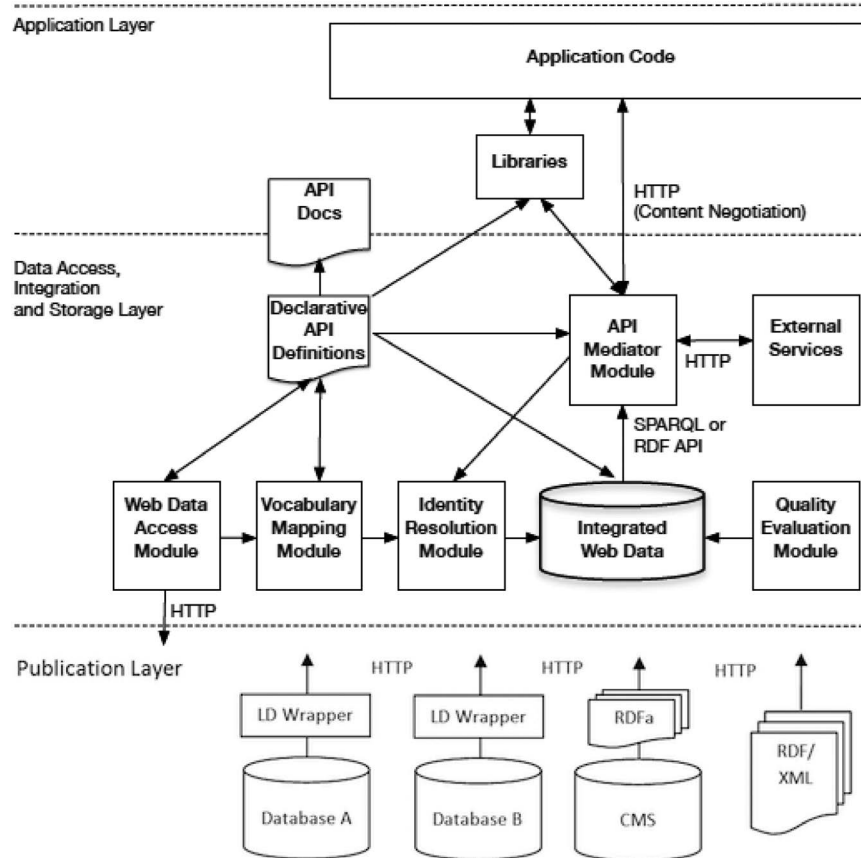 Application Layer
Application Code
Libraries
HTTP
(Content Negotiation)
API
Docs
Data Access,
Integration
and Storage Layer
Declarative
API
Definitions
API
Mediator
Module
HTTP
External
Services
SPARQL or
RDF API
Web Data
Access
Module
Vocabulary
Mapping
Module
Identity
Resolution
Module
Integrated
Web Data
Quality
Evaluation
Module
HTTP
Publication Layer
HTTP
HTTP
HTTP
LD Wrapper
LD Wrapper
RDFa
RDF/
XML
Database A
Database B
CMS